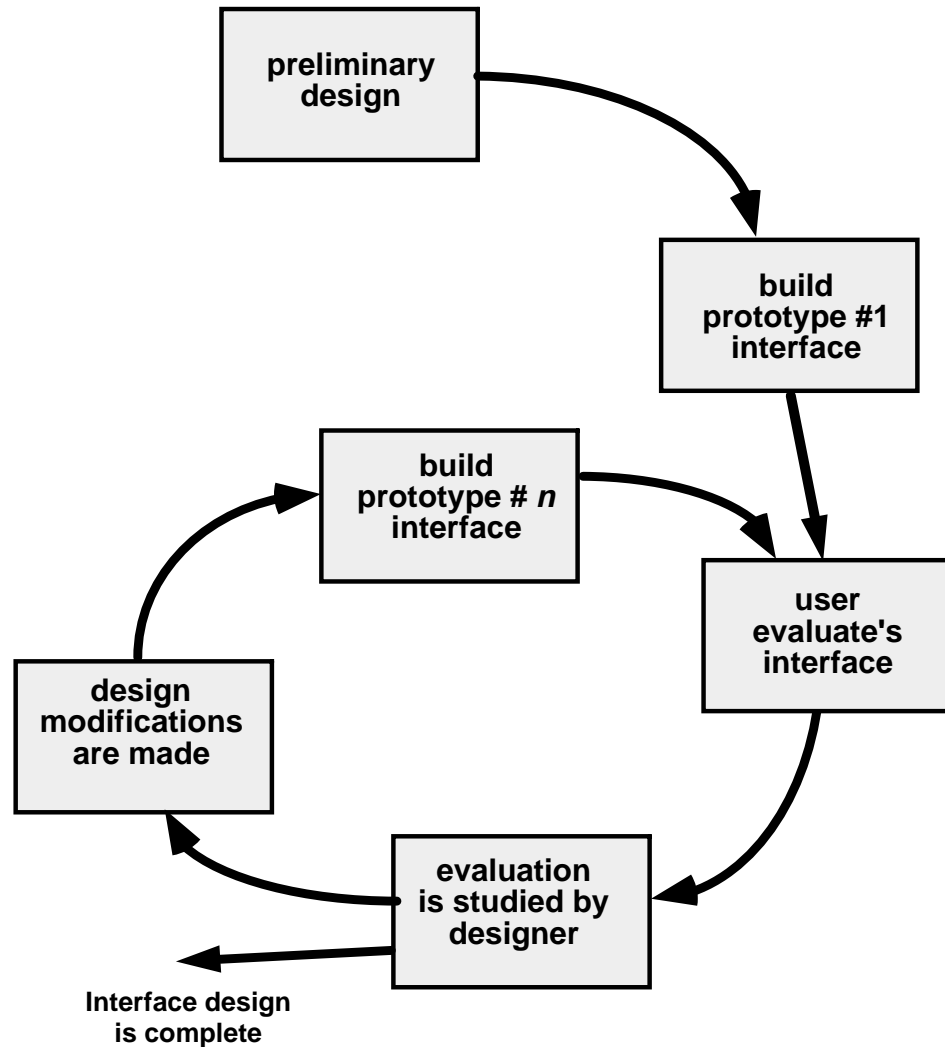 preliminary
design
build
prototype #1
interface
build
prototype # n
interface
user
evaluate's
interface
design
modifications
are made
evaluation
is studied by
designer
Interface design
is complete